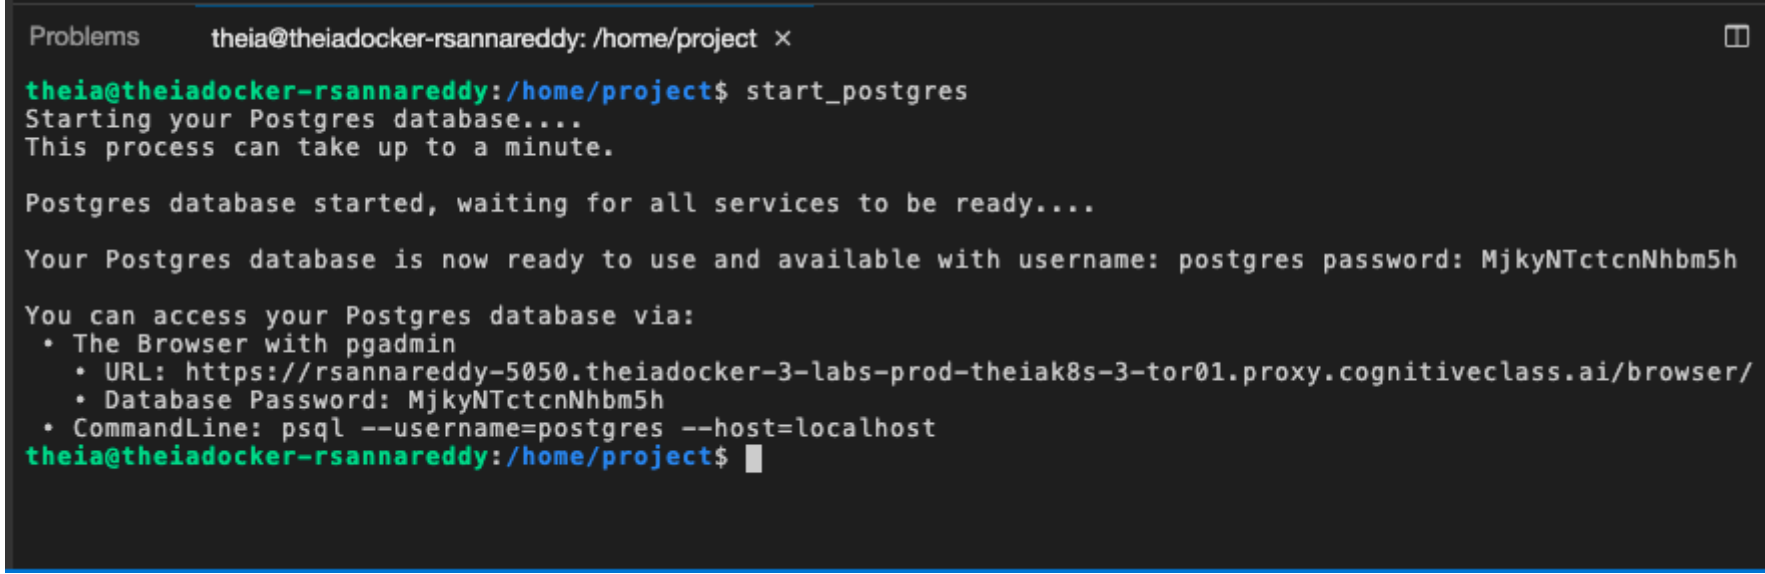 Problems theia@theiadocker-rsannareddy: /home/project ×
theia@theiadocker-rsannareddy:/home/project$ start_postgres
Starting your Postgres database....
This process can take up to a minute.
Postgres database started, waiting for all services to be ready....
Your Postgres database is now ready to use and available with username: postgres password: MjkyNTctcnNhbm5h
You can access your Postgres database via:
• The Browser with pgadmin
• URL: https://rsannareddy-5050.theiadocker-3-labs-prod-theiak8s-3-tor01.proxy.cognitiveclass.ai/browser/
• Database Password: MjkyNTctcnNhbm5h
• CommandLine: psql --username=postgres --host=localhost
theia@theiadocker-rsannareddy:/home/project$